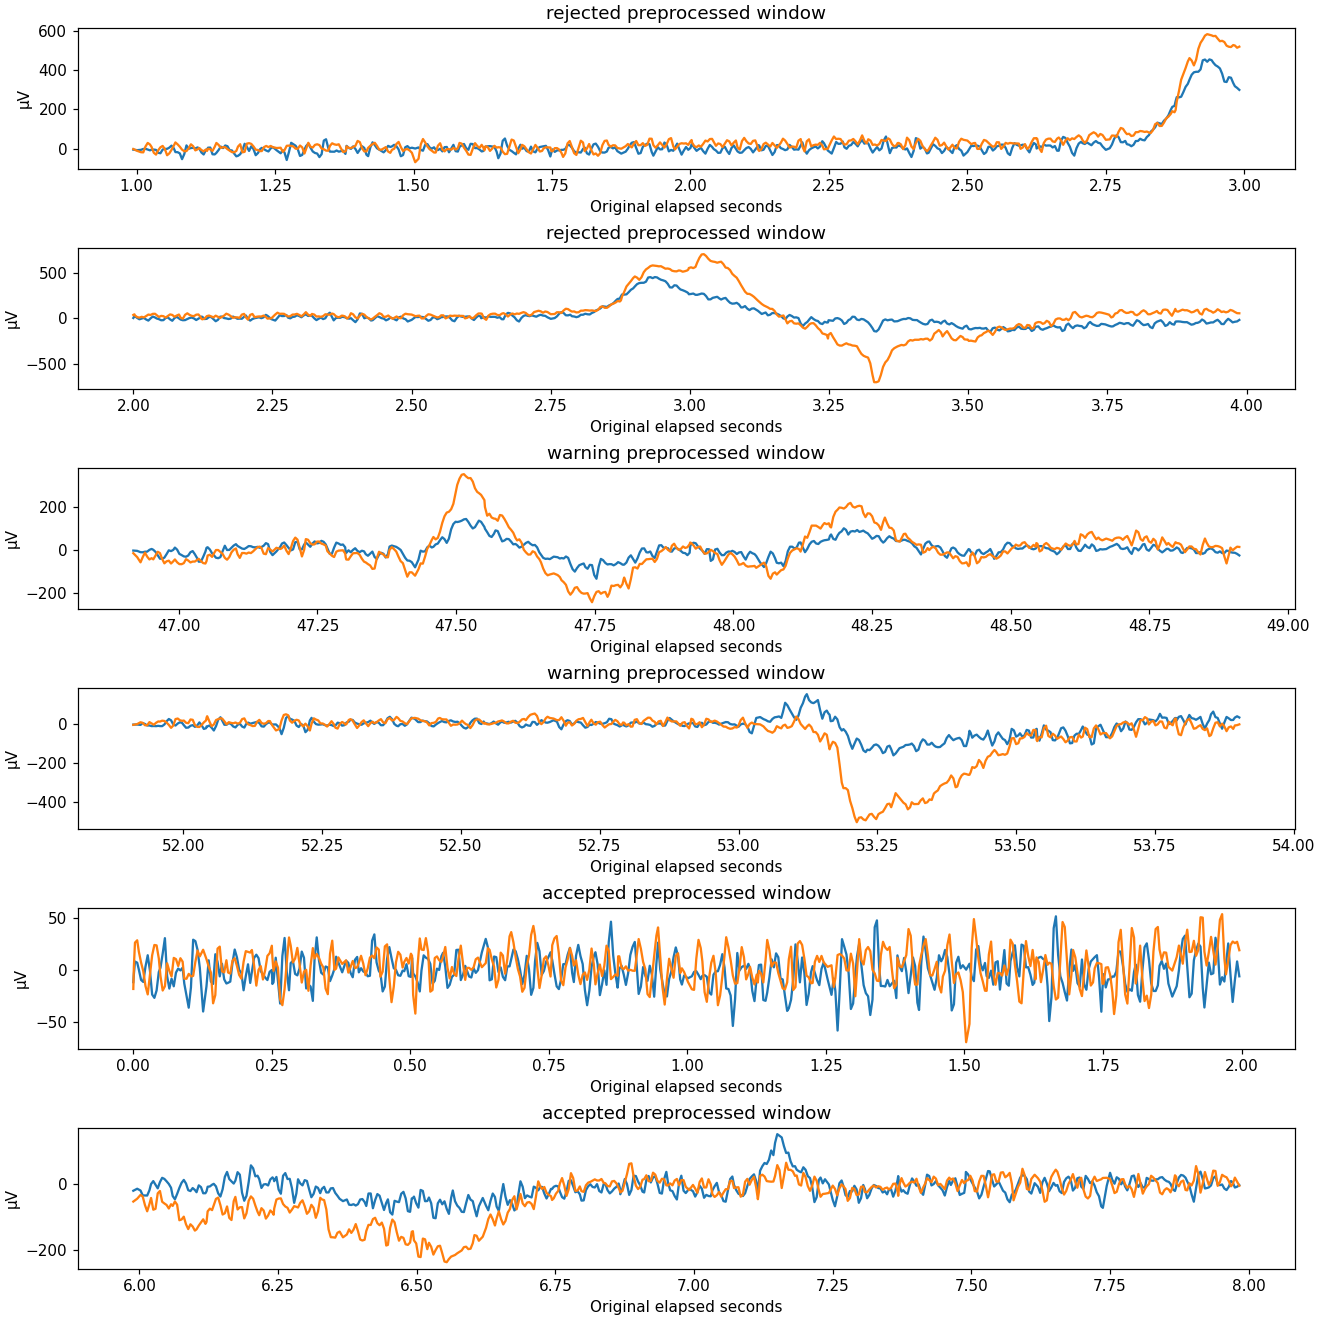 rejected preprocessed window
600
400
200
0
µV
1.00 1.25 1.50 1.75 2.00 2.25 2.50 2.75 3.00
Original elapsed seconds
rejected preprocessed window
500
0
−500
µV
2.00 2.25 2.50 2.75 3.00 3.25 3.50 3.75 4.00
Original elapsed seconds
warning preprocessed window
200
0
−200
µV
47.00 47.25 47.50 47.75 48.00 48.25 48.50 48.75 49.00
Original elapsed seconds
warning preprocessed window
0
−200
−400
µV
52.00 52.25 52.50 52.75 53.00 53.25 53.50 53.75 54.00
Original elapsed seconds
accepted preprocessed window
50
0
−50
µV
0.00 0.25 0.50 0.75 1.00 1.25 1.50 1.75 2.00
Original elapsed seconds
accepted preprocessed window
0
−200
µV
6.00 6.25 6.50 6.75 7.00 7.25 7.50 7.75 8.00
Original elapsed seconds